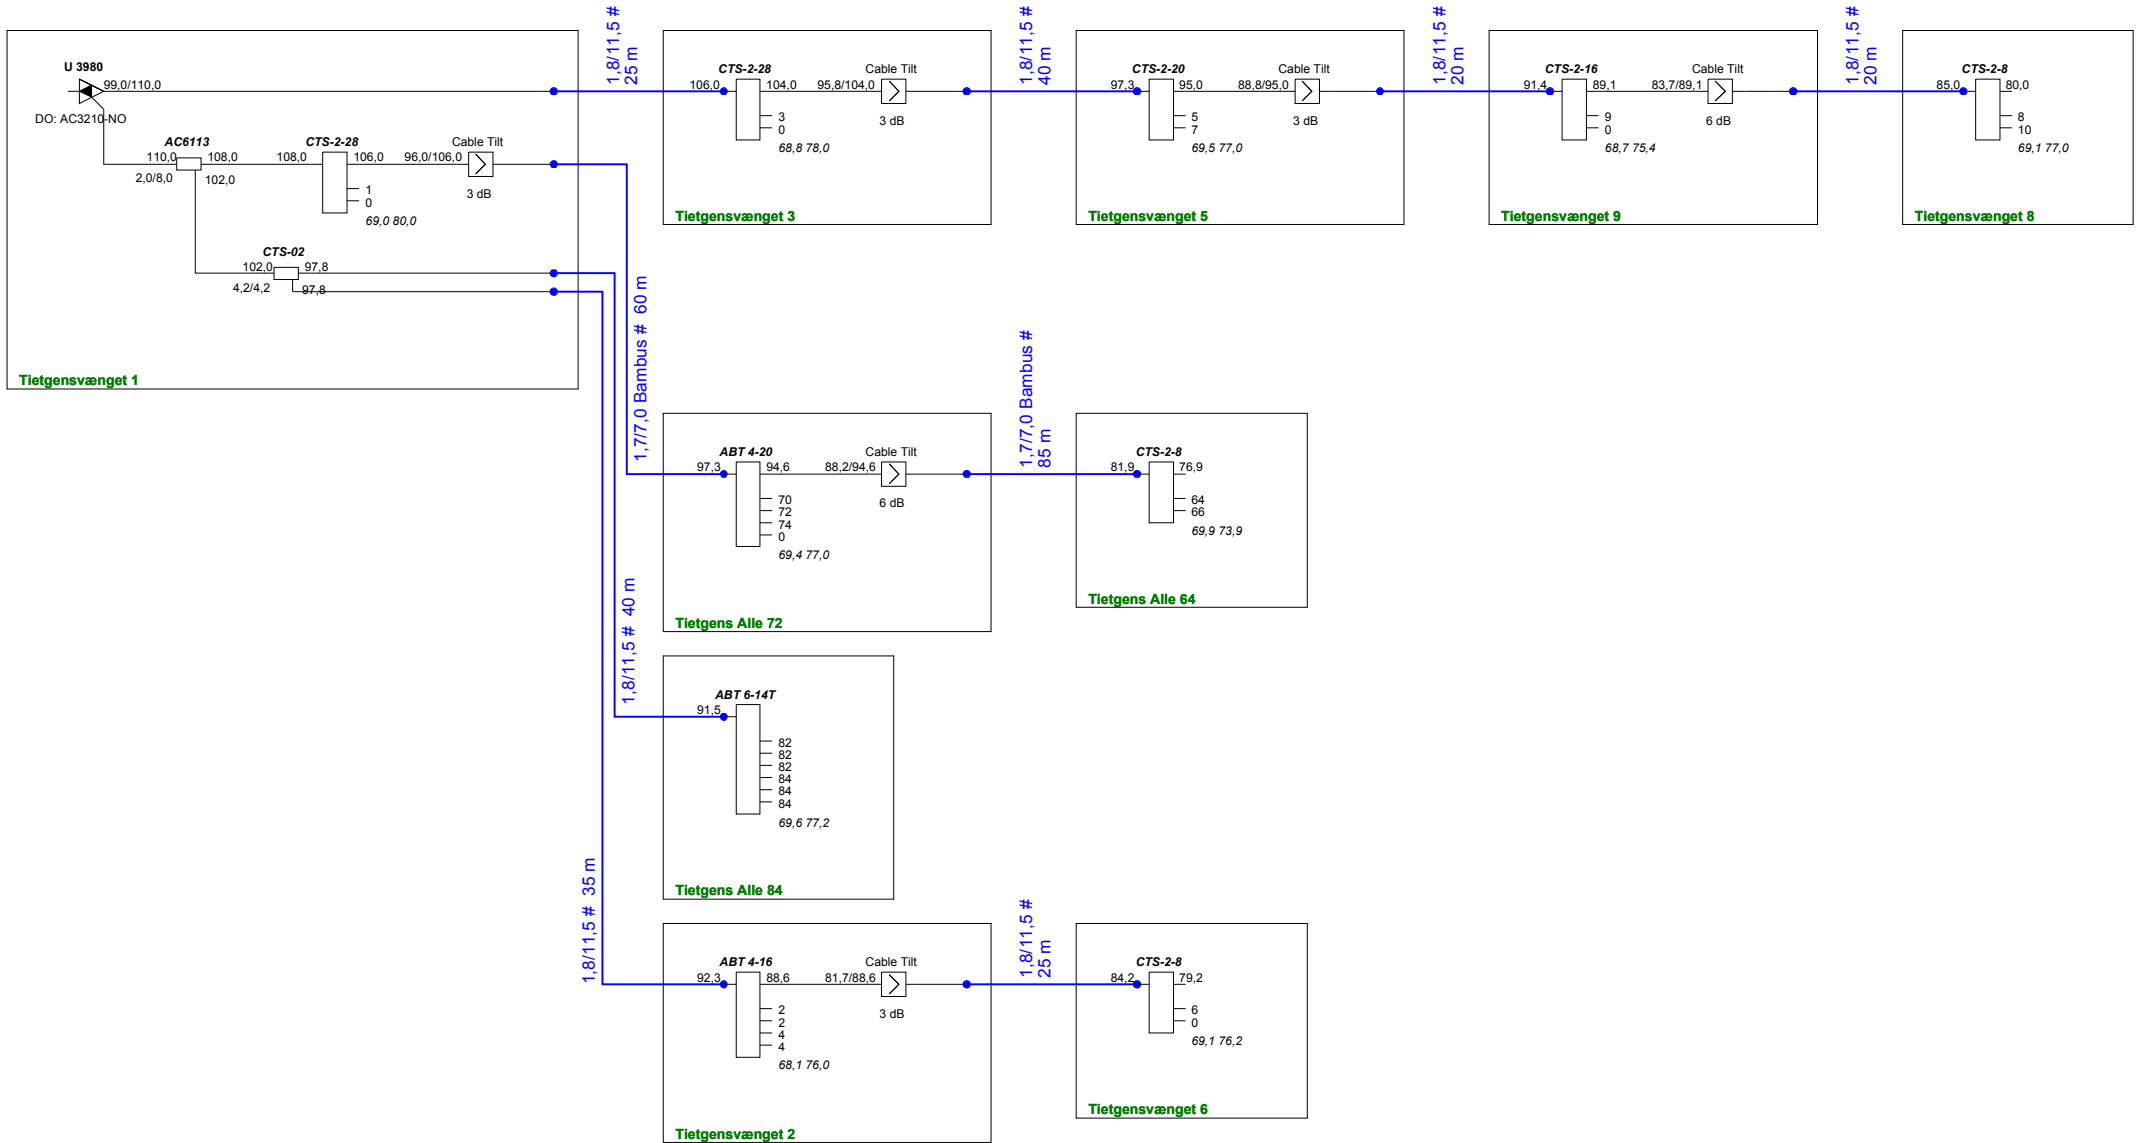 U 3980
99,0/110,0
DO: AC3210-NO
AC6113
110,0
108,0
2,0/8,0
102,0
CTS-2-28
108,0
106,0
1
0
69,0 80,0
96,0/106,0
Cable Tilt
3 dB
CTS-02
102,0
97,8
4,2/4,2
97,8
Tietgensvænget 1
1,8/11,5 #
25 m
CTS-2-28
106,0
104,0
3
0
68,8 78,0
95,8/104,0
Cable Tilt
3 dB
Tietgensvænget 3
1,8/11,5 #
40 m
CTS-2-20
97,3
95,0
5
7
69,5 77,0
88,8/95,0
Cable Tilt
3 dB
Tietgensvænget 5
1,8/11,5 #
20 m
CTS-2-16
91,4
89,1
9
0
68,7 75,4
83,7/89,1
Cable Tilt
6 dB
Tietgensvænget 9
1,8/11,5 #
20 m
CTS-2-8
85,0
80,0
8
10
69,1 77,0
Tietgensvænget 8
1,7/7,0 Bambus # 60 m
ABT 4-20
97,3
94,6
70
72
74
0
69,4 77,0
88,2/94,6
Cable Tilt
6 dB
Tietgens Alle 72
1,7/7,0 Bambus #
85 m
CTS-2-8
81,9
76,9
64
66
69,9 73,9
Tietgens Alle 64
1,8/11,5 # 40 m
ABT 6-14T
91,5
82
82
82
84
84
84
69,6 77,2
Tietgens Alle 84
1,8/11,5 # 35 m
ABT 4-16
92,3
88,6
2
2
4
4
68,1 76,0
81,7/88,6
Cable Tilt
3 dB
Tietgensvænget 2
1,8/11,5 #
25 m
CTS-2-8
84,2
79,2
6
0
69,1 76,2
Tietgensvænget 6